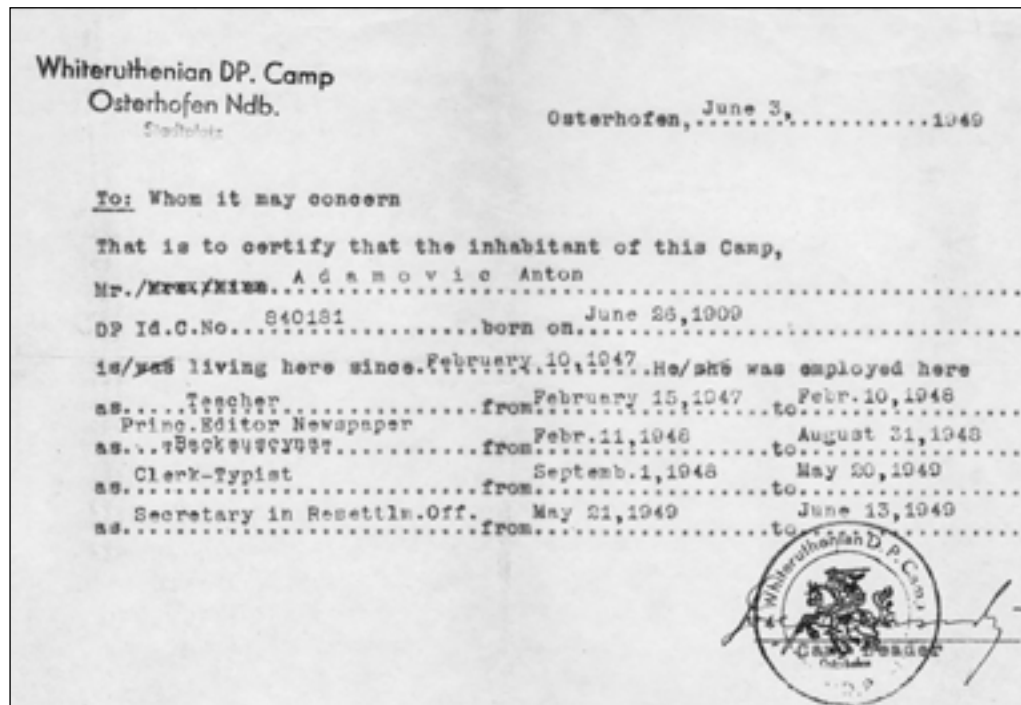 Whiteruthenian DP. Camp
Osterhofen Ndb.
Stadtplatz
Osterhofen, June 3, 1949
To: Whom it may concern
That is to certify that the inhabitant of this Camp,
Mr./Mrs./Miss Adamovic Anton
DP Id.C.No. 840181 born on June 26,1909
is/was living here since February 10,1947. He/she was employed here
as Teacher from February 15,1947 to Febr.10,1948
Princ.Editor Newspaper
as from Febr.11,1948 to August 31,1948
as Clerk-Typist from Septemb.1,1948 to May 20,1949
as Secretary in Resettlm.Off. from May 21,1949 to June 13,1949
Whiteruthenian D.P. Camp
Camp Leader
Osterhofen